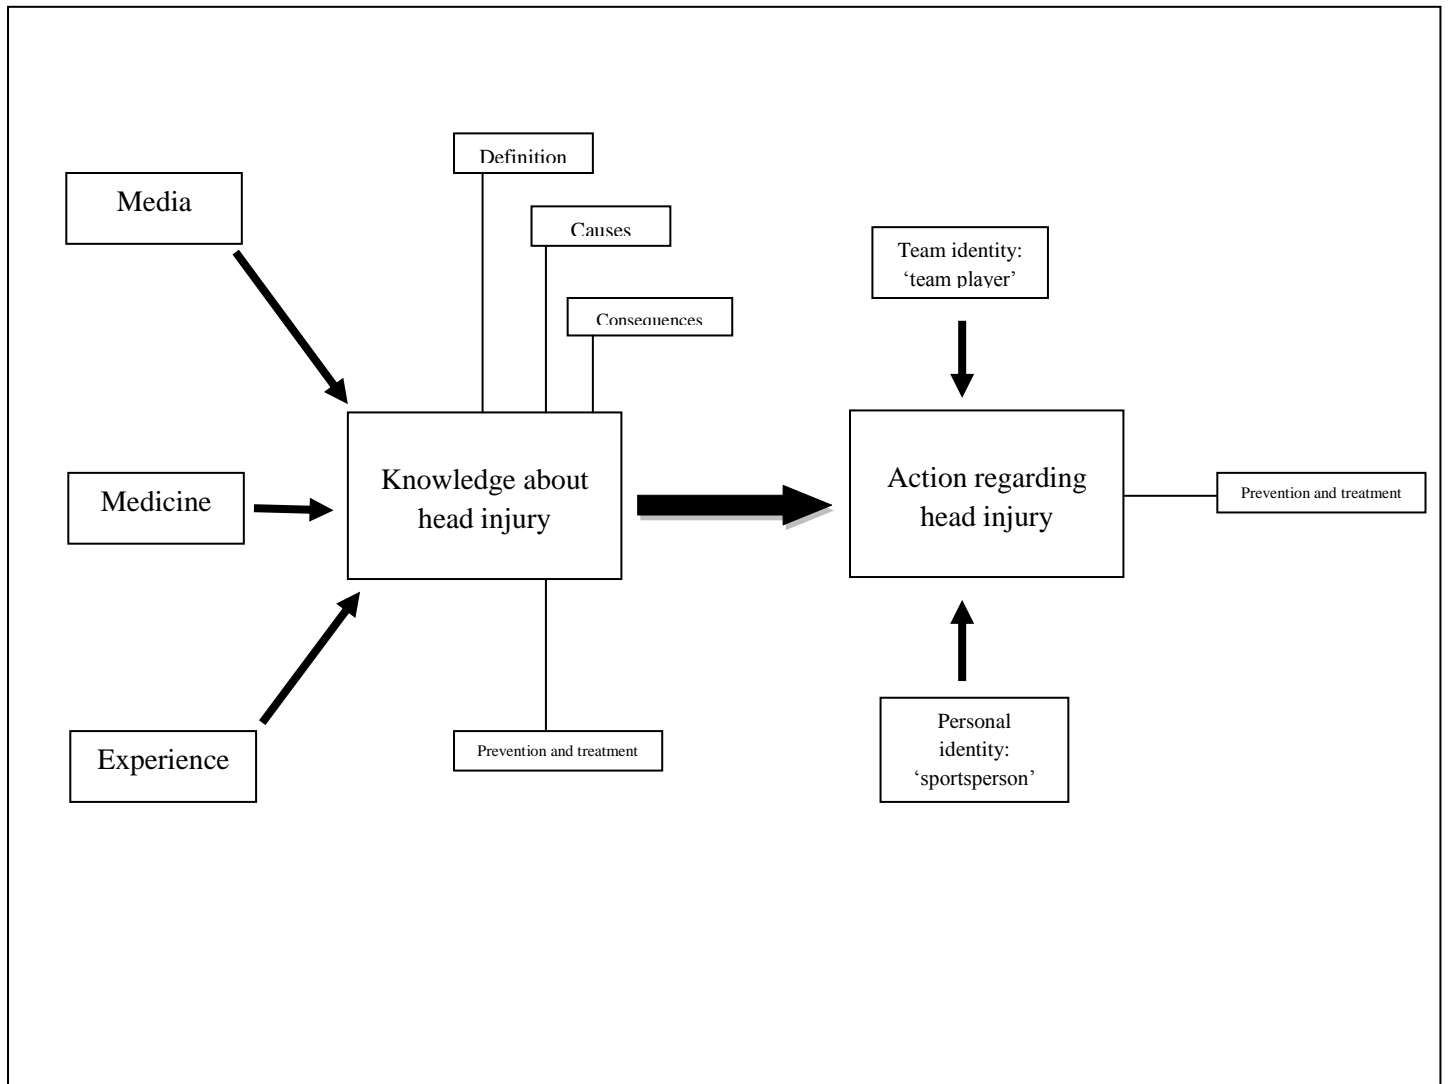 Definition
Media
Causes
Team identity:
‘team player’
Consequences
Knowledge about
head injury
Action regarding
head injury
Medicine
Prevention and treatment
Experience
Prevention and treatment
Personal
identity:
‘sportsperson’